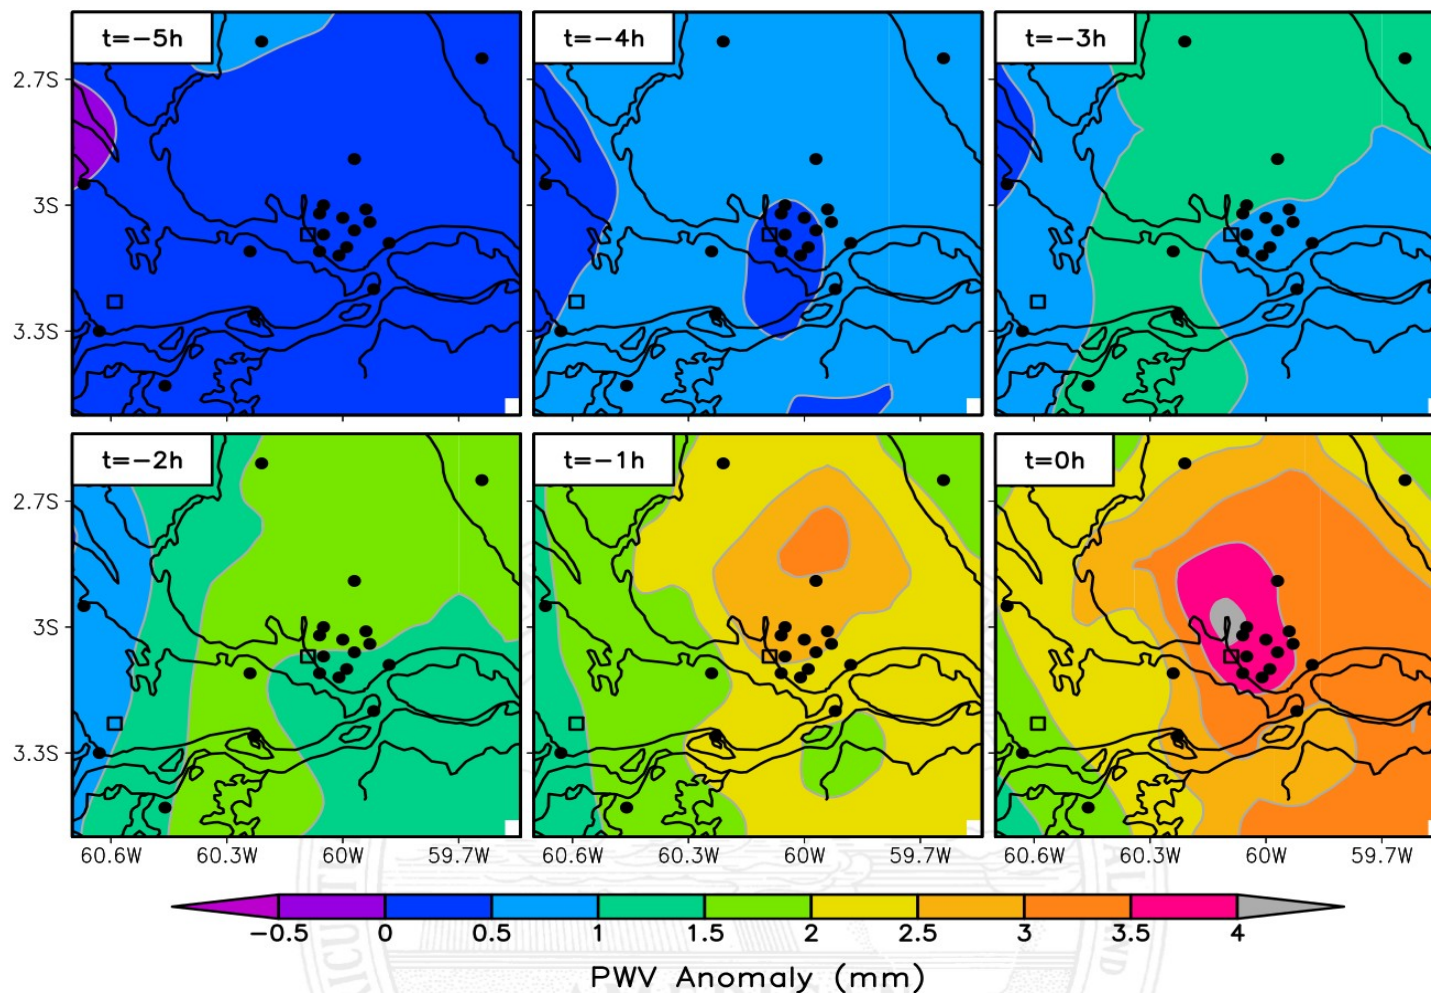 t=−5h t=−4h t=−3h
2.7S
3S
3.3S
t=−2h t=−1h t=0h
2.7S
3S
3.3S
60.6W 60.3W 60W 59.7W 60.6W 60.3W 60W 59.7W 60.6W 60.3W 60W 59.7W
−0.5 0 0.5 1 1.5 2 2.5 3 3.5 4
PWV Anomaly (mm)